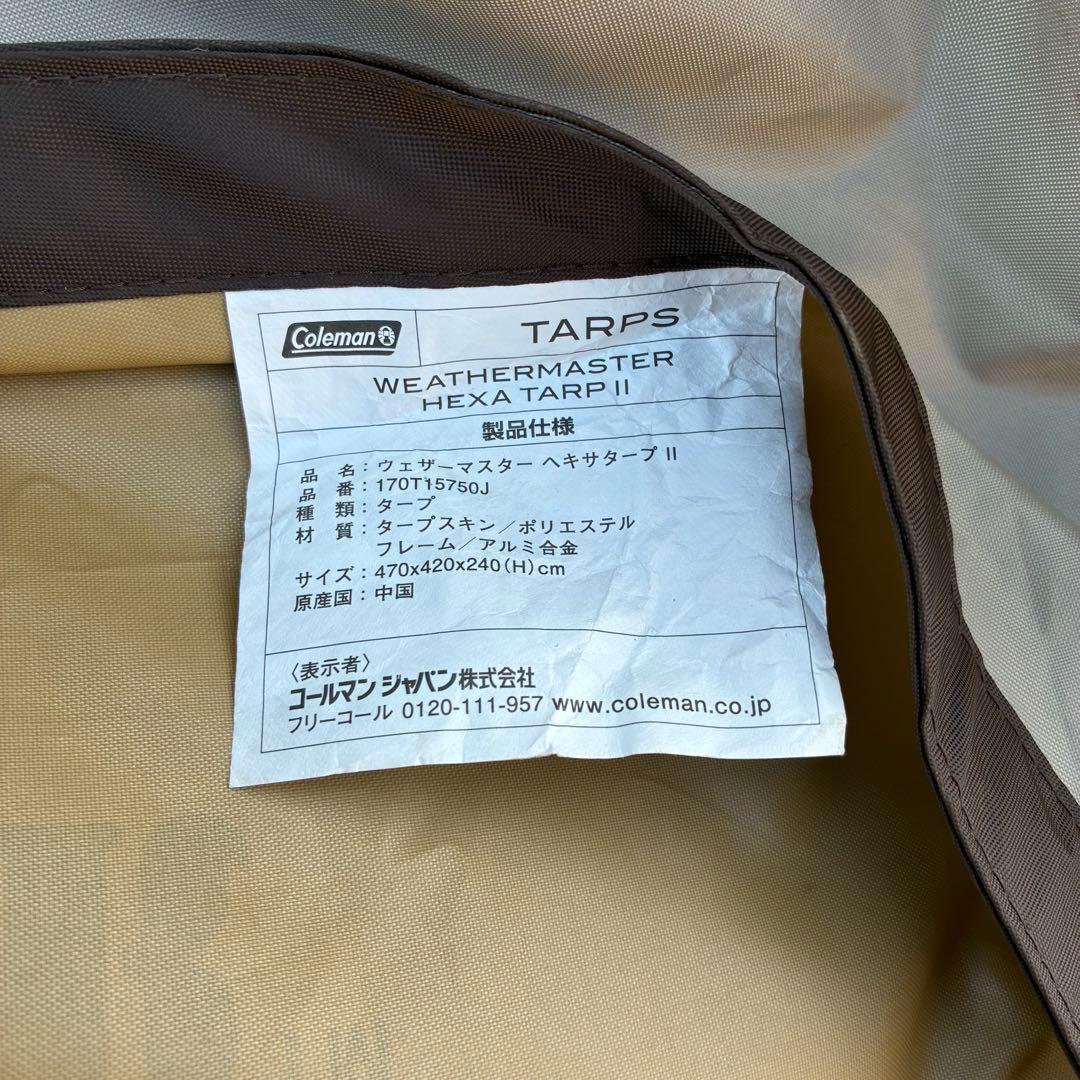 Coleman
TARPS
WEATHERMASTER
HEXA TARP II
製品仕様
品　名：ウェザーマスター ヘキサタープ II
品　番：170T15750J
種　類：タープ
材　質：タープスキン／ポリエステル
フレーム／アルミ合金
サイズ：470x420x240(H)cm
原産国：中国
〈表示者〉
コールマン ジャパン株式会社
フリーコール 0120-111-957 www.coleman.co.jp